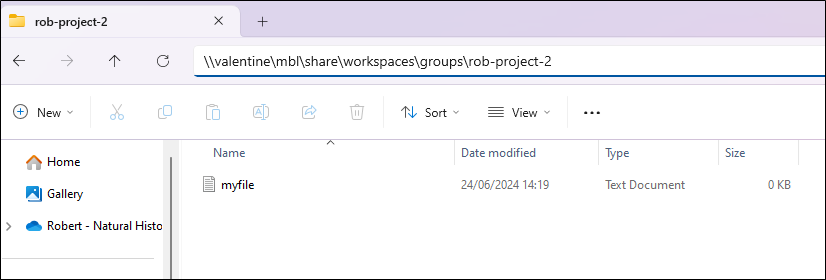 rob-project-2
\\valentine\mbl\share\workspaces\groups\rob-project-2
New Sort View
Name Date modified Type Size
Home
myfile 24/06/2024 14:19 Text Document 0 KB
Gallery
Robert - Natural Histo